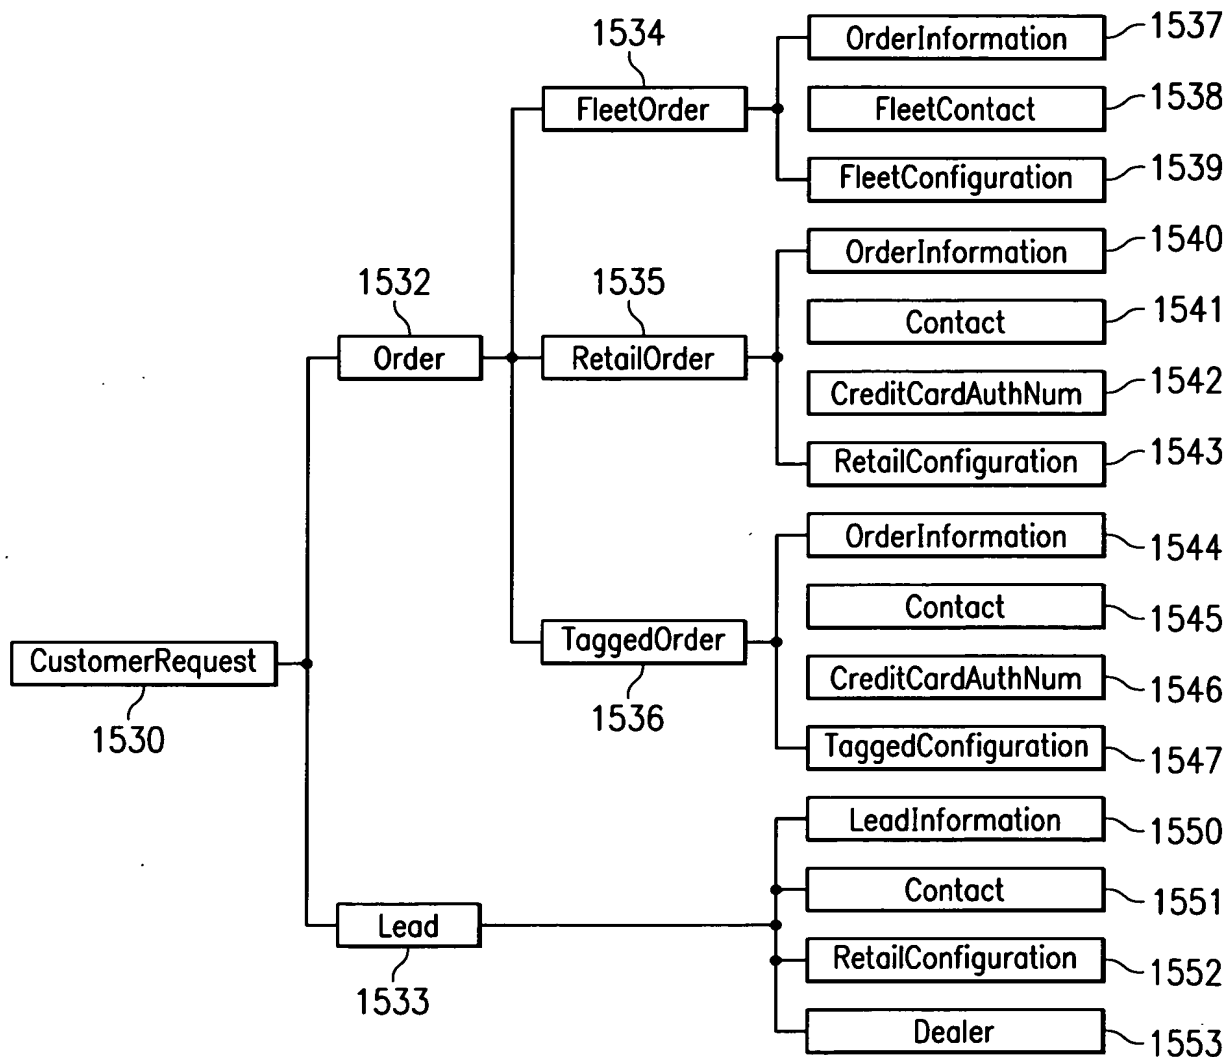 1534
OrderInformation 1537
FleetOrder
FleetContact 1538
FleetConfiguration 1539
OrderInformation 1540
1532
1535
Contact 1541
Order
RetailOrder
CreditCardAuthNum 1542
RetailConfiguration 1543
OrderInformation 1544
Contact 1545
TaggedOrder
CustomerRequest
CreditCardAuthNum 1546
1536
1530
TaggedConfiguration 1547
LeadInformation 1550
Contact 1551
Lead
RetailConfiguration 1552
1533
Dealer 1553